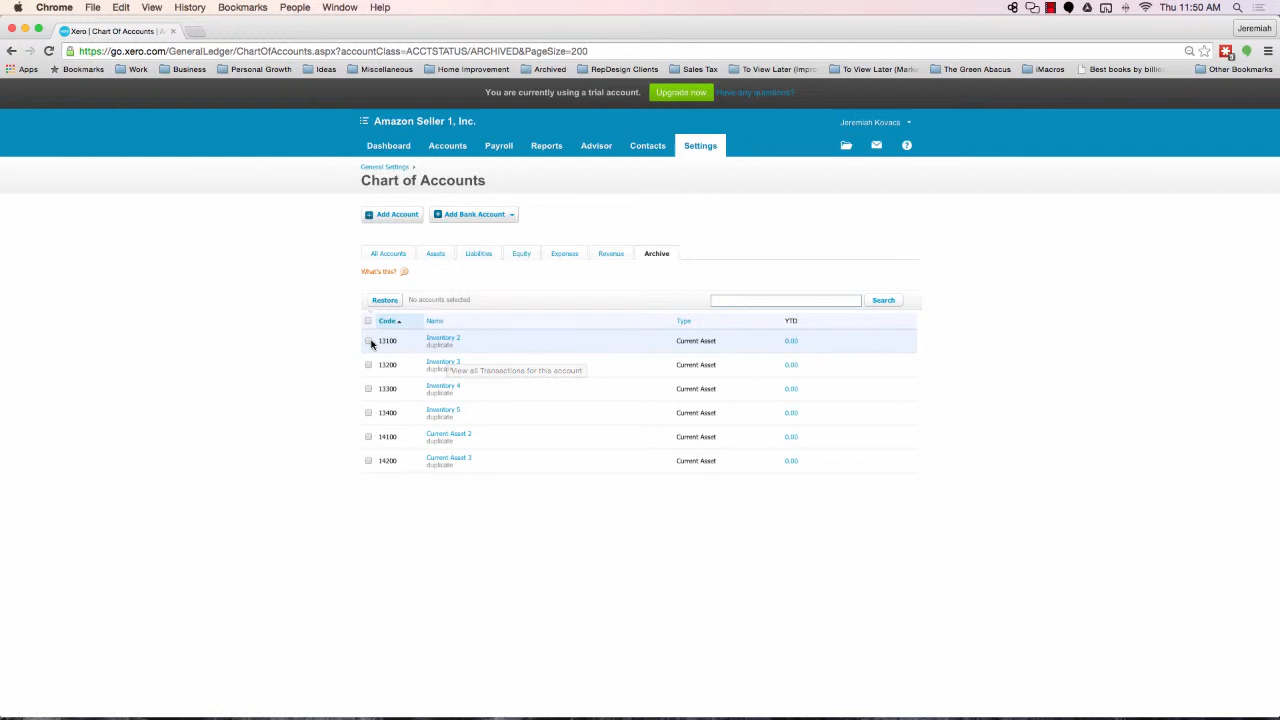 Chrome File Edit View History Bookmarks People Window Help Thu 11:50 AM
Xero | Chart of Accounts | A Jeremiah
https://go.xero.com/GeneralLedger/ChartOfAccounts.aspx?accountClass=ACCTSTATUS/ARCHIVED&PageSize=200
Apps Bookmarks Work Business Personal Growth Ideas Miscellaneous Home Improvement Archived RepDesign Clients Sales Tax To View Later (Impro To View Later (Marke The Green Abacus iMacros Other Bookmarks
You are currently using a trial account. Upgrade now Have any questions?
Amazon Seller 1, Inc. Jeremiah Kovacs
Dashboard Accounts Payroll Reports Advisor Contacts Settings
General Settings ›
Chart of Accounts
Add Account Add Bank Account
All Accounts Assets Liabilities Equity Expenses Revenue Archive
What's this?
Restore No accounts selected Search
Code Name Type YTD
13100 Inventory 2 Current Asset 0.00
duplicate
13200 Inventory 3 Current Asset 0.00
duplicate
View all Transactions for this account
13300 Inventory 4 Current Asset 0.00
duplicate
13400 Inventory 5 Current Asset 0.00
duplicate
14100 Current Asset 2 Current Asset 0.00
duplicate
14200 Current Asset 3 Current Asset 0.00
duplicate